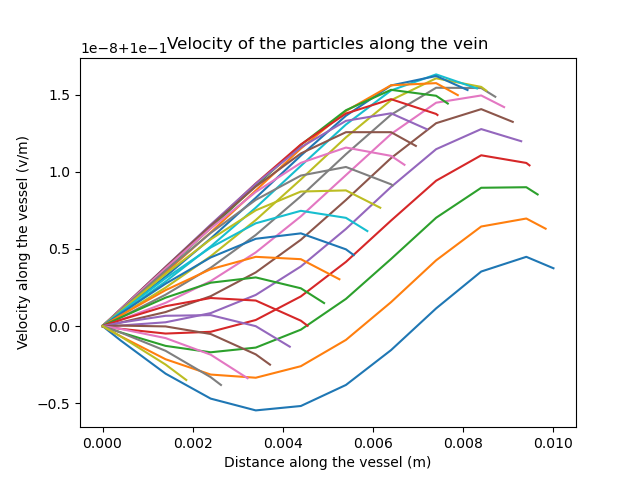 Velocity of the particles along the vein
1e−8+1e−1
1.5
1.0
0.5
0.0
−0.5
Velocity along the vessel (v/m)
0.000 0.002 0.004 0.006 0.008 0.010
Distance along the vessel (m)